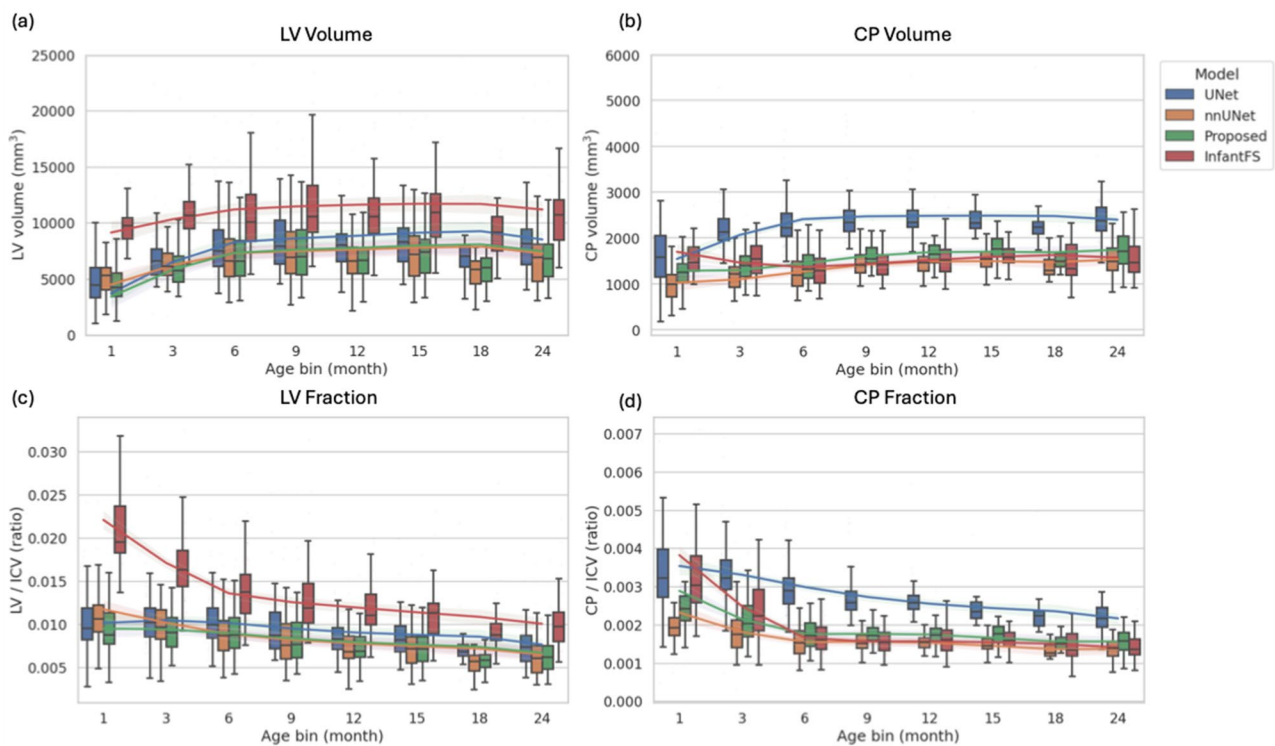 (a)
LV Volume
25000
20000
15000
10000
5000
0
LV volume (mm³)
1 3 6 9 12 15 18 24
Age bin (month)
(b)
CP Volume
6000
5000
4000
3000
2000
1000
0
CP volume (mm³)
1 3 6 9 12 15 18 24
Age bin (month)
Model
UNet
nnUNet
Proposed
InfantFS
(c)
LV Fraction
0.030
0.025
0.020
0.015
0.010
0.005
LV / ICV (ratio)
1 3 6 9 12 15 18 24
Age bin (month)
(d)
CP Fraction
0.007
0.006
0.005
0.004
0.003
0.002
0.001
0.000
CP / ICV (ratio)
1 3 6 9 12 15 18 24
Age bin (month)